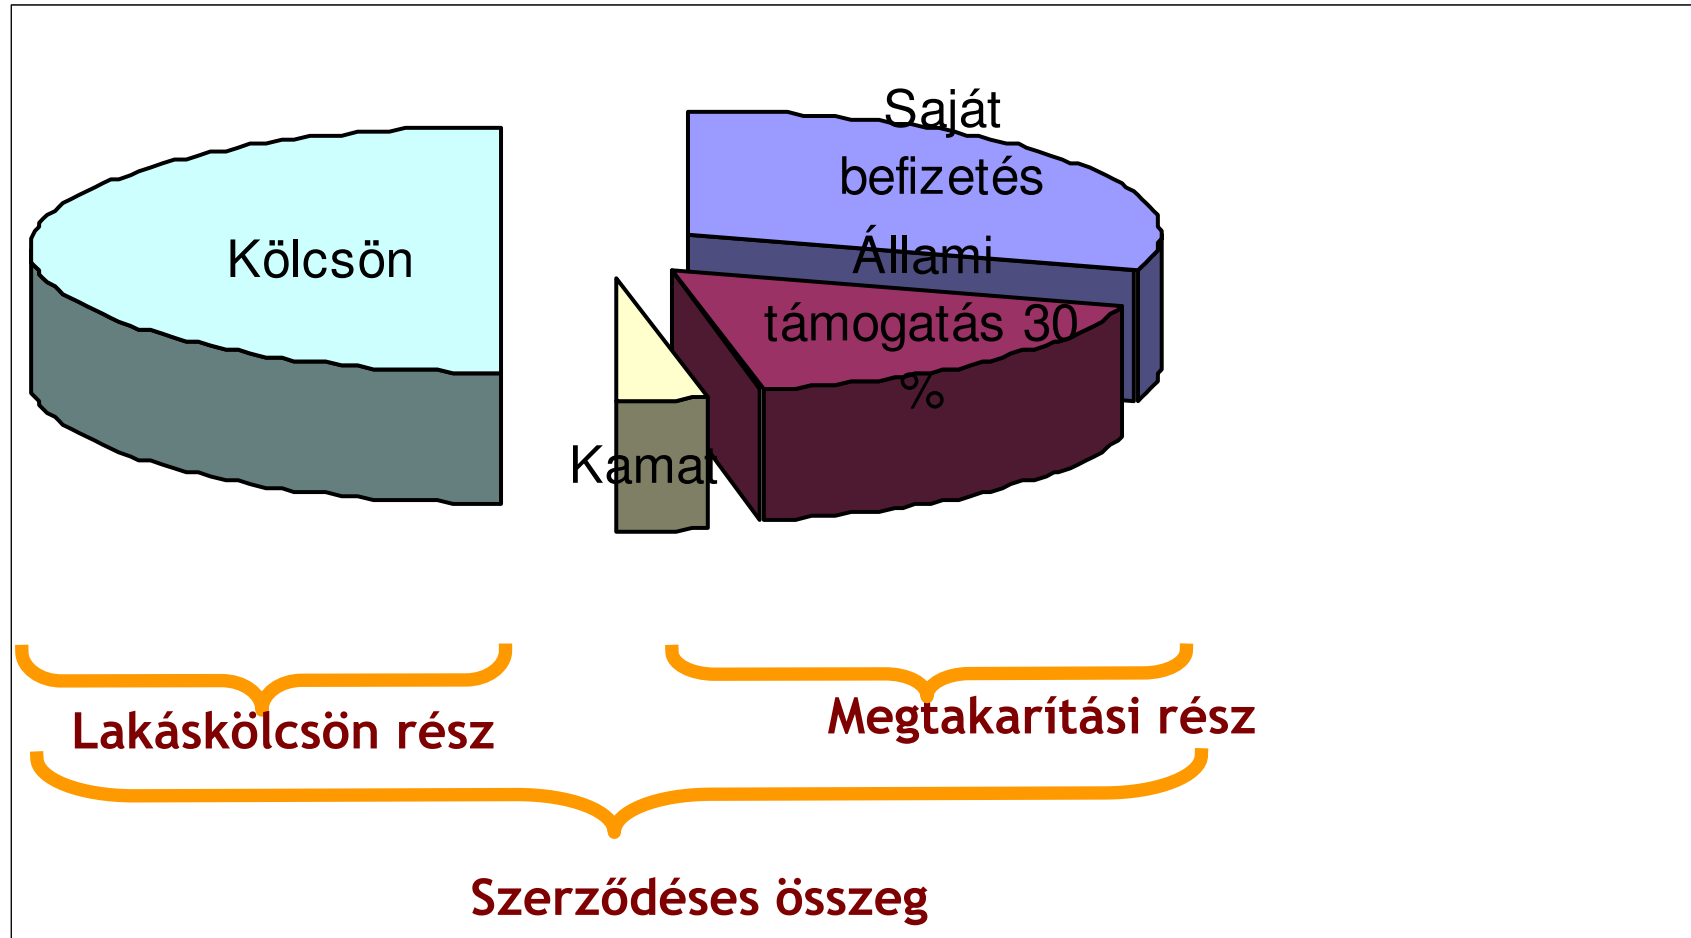 Saját
befizetés
Kölcsön
Állami
támogatás 30
%
Kamat
Lakáskölcsön rész
Megtakarítási rész
Szerződéses összeg